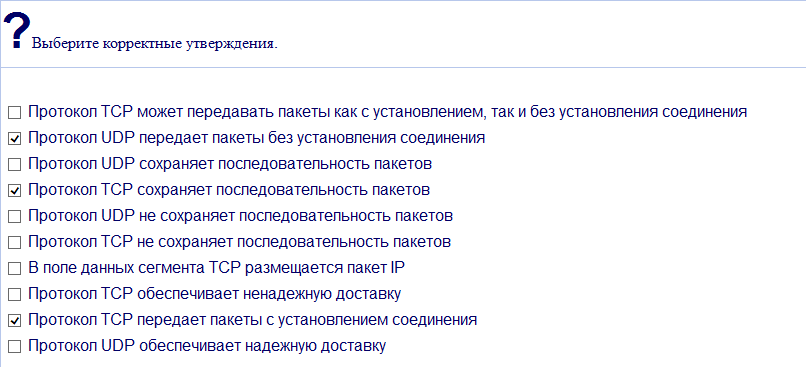 ?Выберите корректные утверждения.
Протокол TCP может передавать пакеты как с установлением, так и без установления соединения
Протокол UDP передает пакеты без установления соединения
Протокол UDP сохраняет последовательность пакетов
Протокол TCP сохраняет последовательность пакетов
Протокол UDP не сохраняет последовательность пакетов
Протокол TCP не сохраняет последовательность пакетов
В поле данных сегмента TCP размещается пакет IP
Протокол TCP обеспечивает ненадежную доставку
Протокол TCP передает пакеты с установлением соединения
Протокол UDP обеспечивает надежную доставку